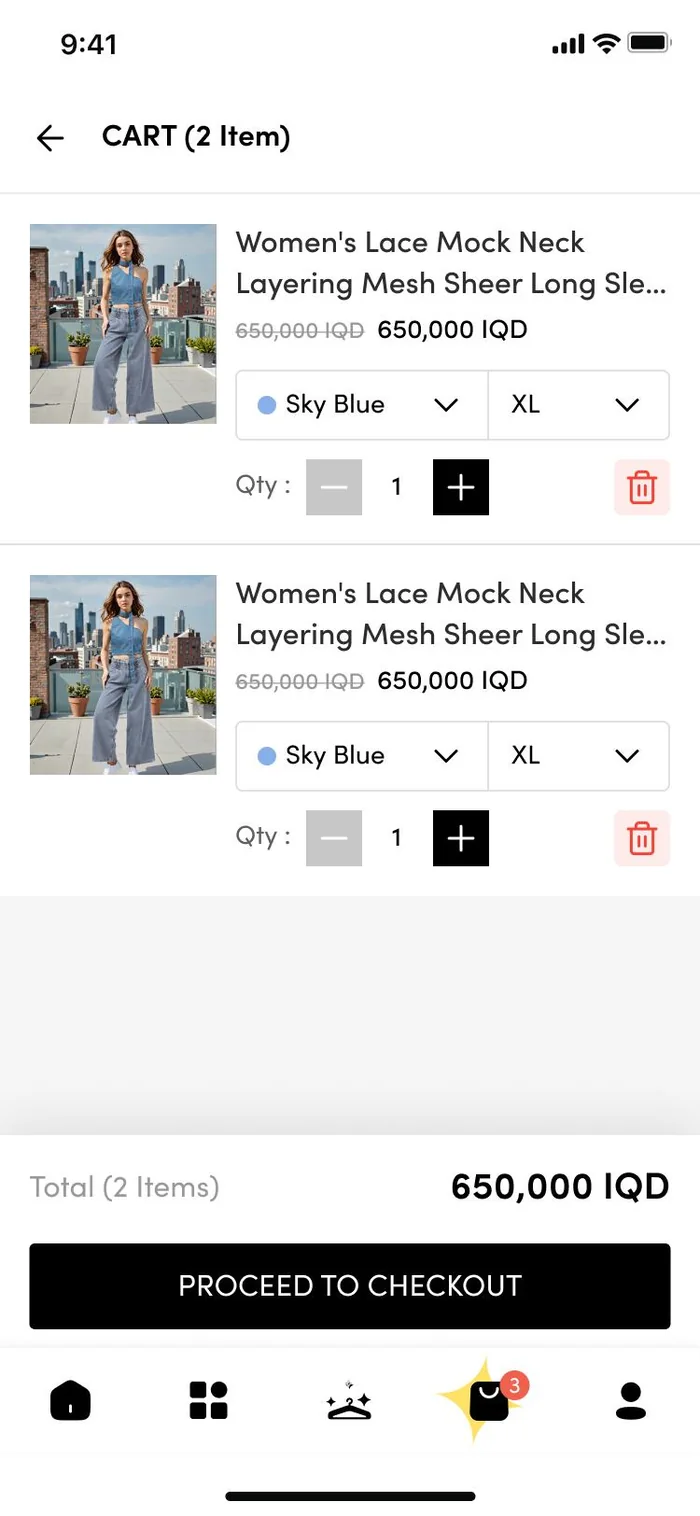 9:41
CART (2 Item)
Women's Lace Mock Neck
Layering Mesh Sheer Long Sle...
650,000 IQD 650,000 IQD
Sky Blue XL
Qty : 1
Women's Lace Mock Neck
Layering Mesh Sheer Long Sle...
650,000 IQD 650,000 IQD
Sky Blue XL
Qty : 1
Total (2 Items) 650,000 IQD
PROCEED TO CHECKOUT
3